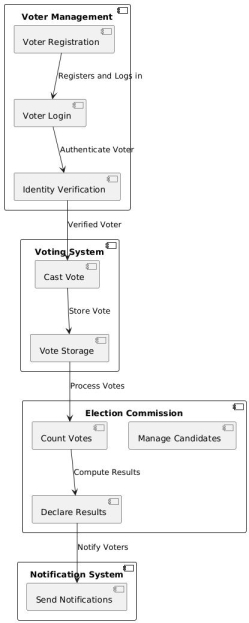 Voter Management
Voter Registration
Registers and Logs in
Voter Login
Authenticate Voter
Identity Verification
Verified Voter
Voting System
Cast Vote
Store Vote
Vote Storage
Process Votes
Election Commission
Count Votes
Manage Candidates
Compute Results
Declare Results
Notify Voters
Notification System
Send Notifications